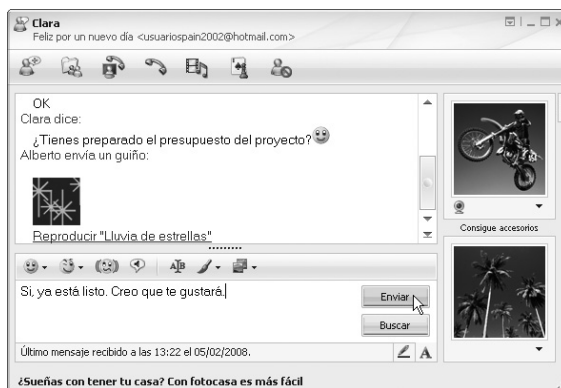 Clara
Feliz por un nuevo día <usuariospain2002@hotmail.com>
OK
Clara dice:
¿Tienes preparado el presupuesto del proyecto?
Alberto envía un guiño:
Reproducir "Lluvia de estrellas"
Consigue accesorios
Si, ya está listo. Creo que te gustará.
Enviar
Buscar
Último mensaje recibido a las 13:22 el 05/02/2008.
¿Sueñas con tener tu casa? Con fotocasa es más fácil